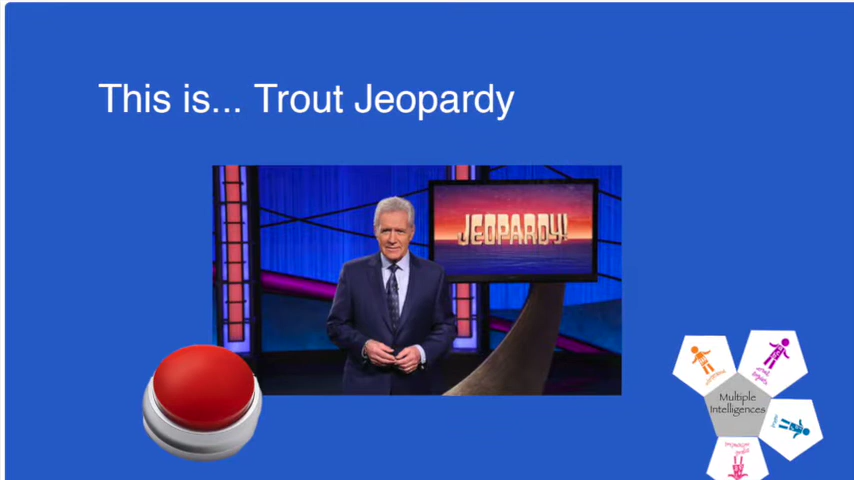 This is... Trout Jeopardy
JEOPARDY!
Multiple
Intelligences